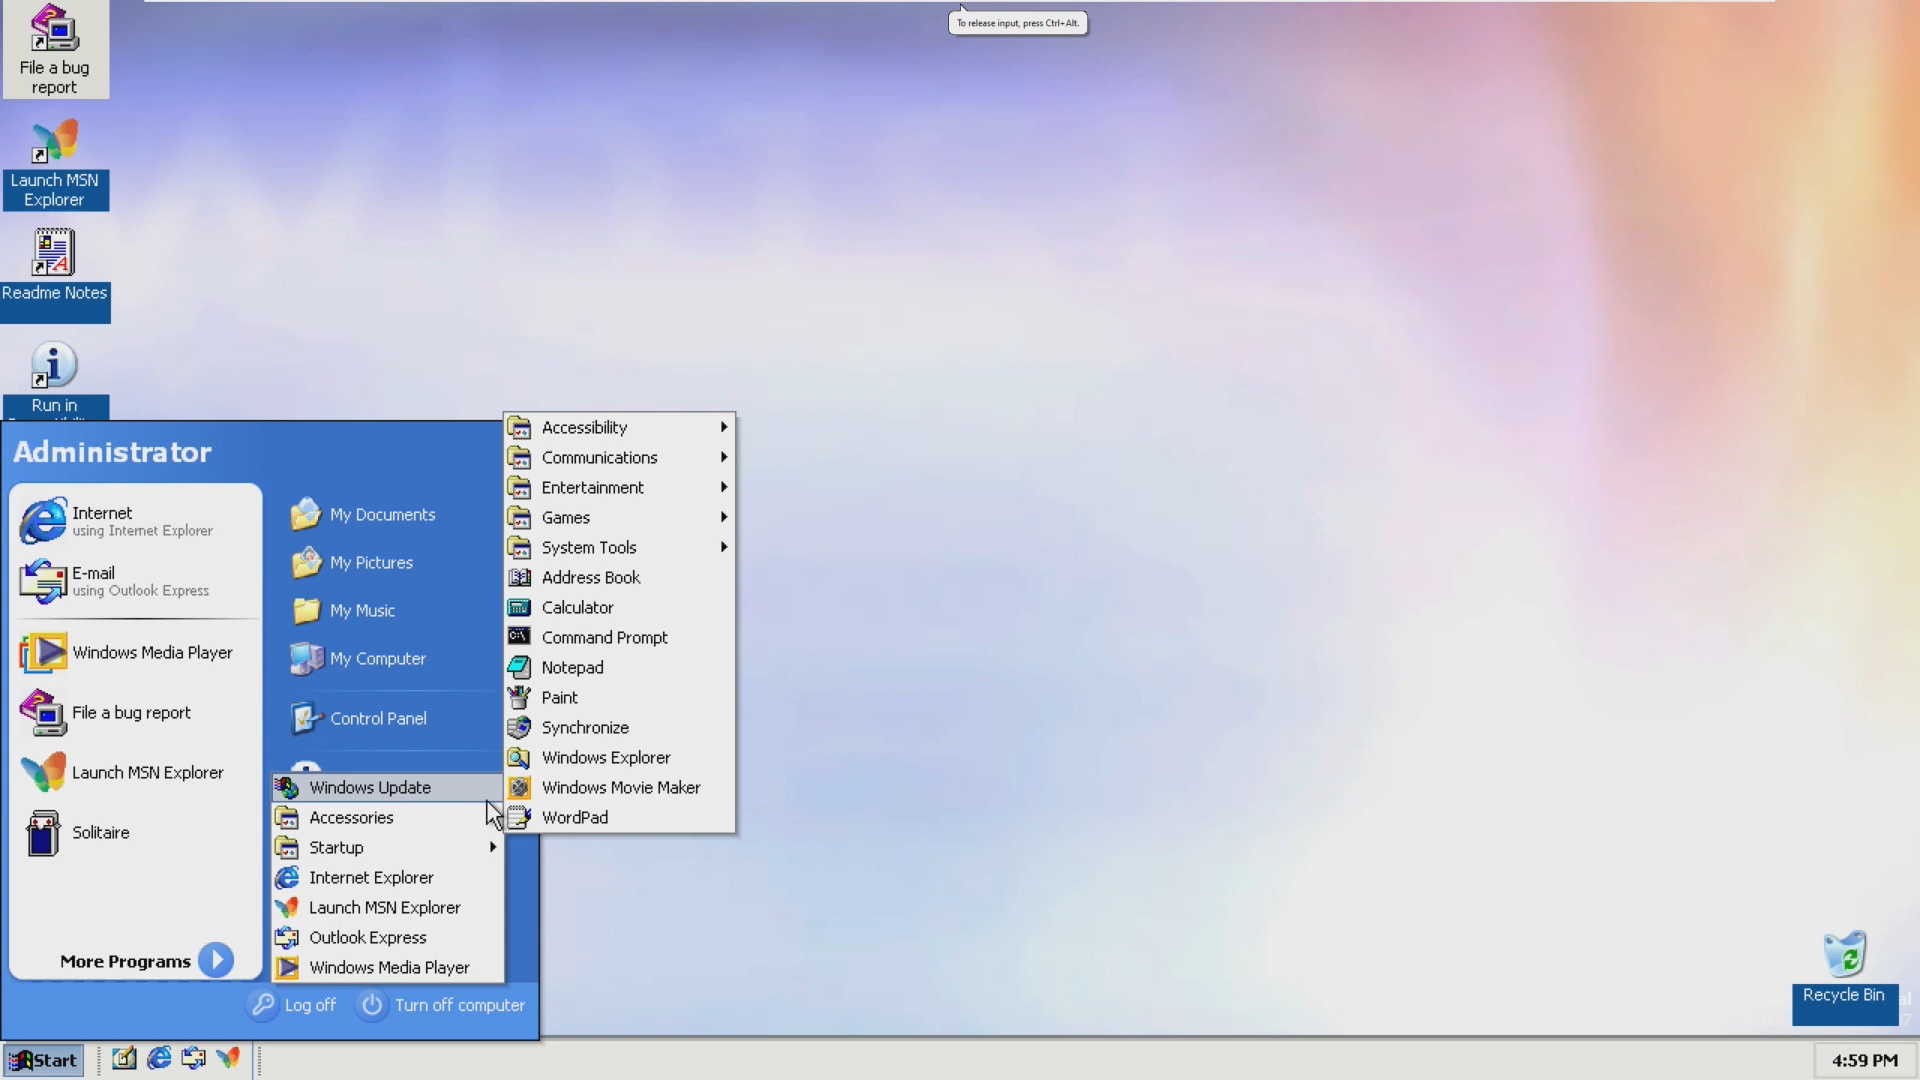 To release input, press Ctrl+Alt.
File a bug
report
Launch MSN
Explorer
Readme Notes
Run in
Administrator
Internet
using Internet Explorer
E-mail
using Outlook Express
Windows Media Player
File a bug report
Launch MSN Explorer
Solitaire
More Programs
My Documents
My Pictures
My Music
My Computer
Control Panel
Windows Update
Accessories
Startup
Internet Explorer
Launch MSN Explorer
Outlook Express
Windows Media Player
Accessibility
Communications
Entertainment
Games
System Tools
Address Book
Calculator
Command Prompt
Notepad
Paint
Synchronize
Windows Explorer
Windows Movie Maker
WordPad
Log off
Turn off computer
Recycle Bin
Start
4:59 PM